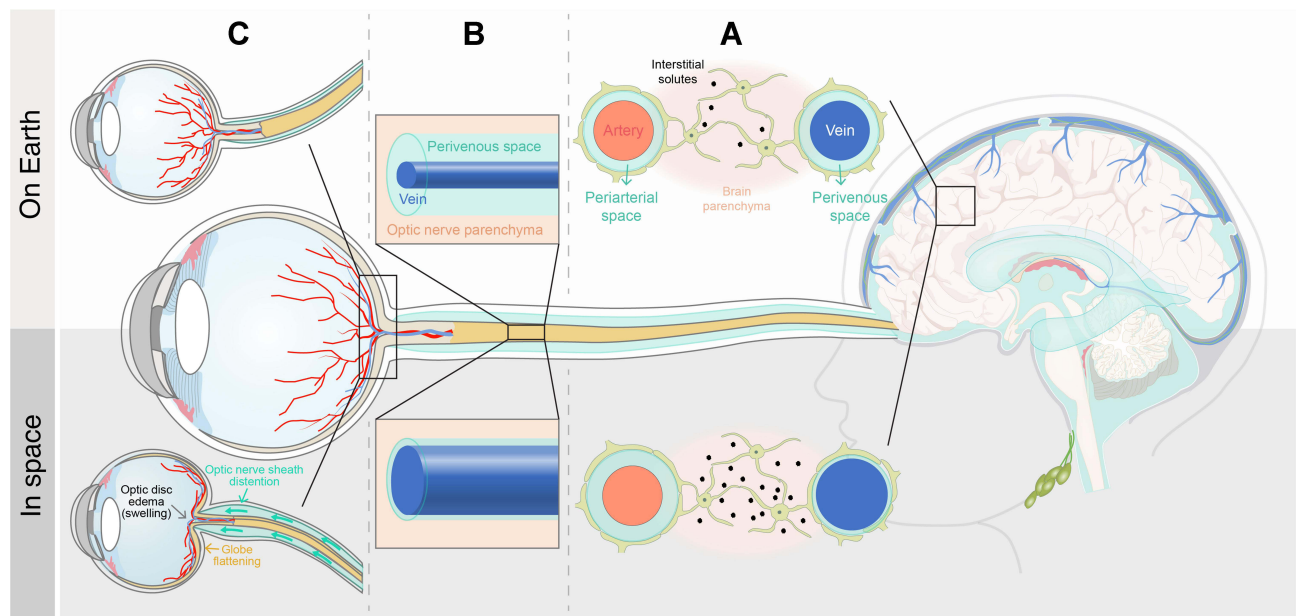 C
B
A
On Earth
In space
Interstitial
solutes
Artery
Vein
Periarterial
space
Brain
parenchyma
Perivenous
space
Perivenous space
Vein
Optic nerve parenchyma
Optic nerve sheath
distention
Optic disc
edema
(swelling)
Globe
flattening